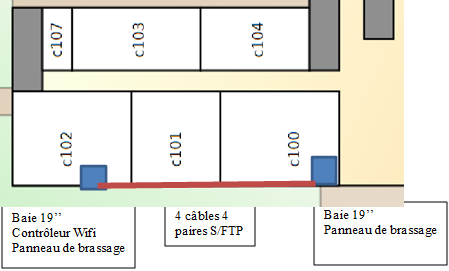 c107
c103
c104
c102
c101
c100
Baie 19’’
Contrôleur Wifi
Panneau de brassage
4 câbles 4
paires S/FTP
Baie 19’’
Panneau de brassage